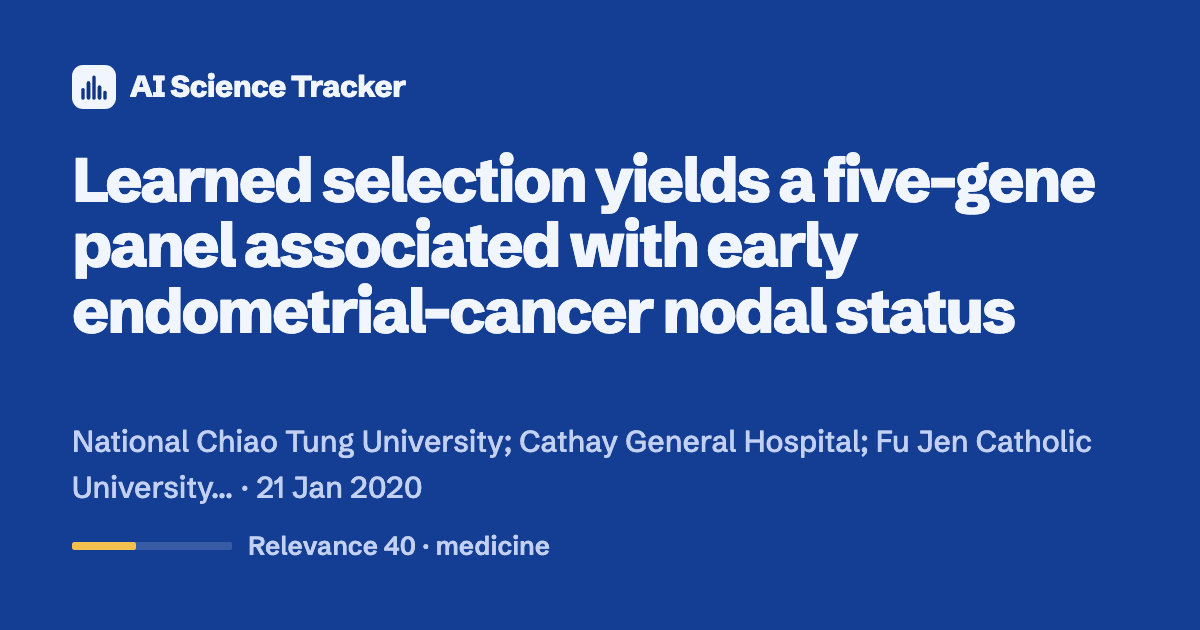 AI Science Tracker
Learned selection yields a five-gene
panel associated with early
endometrial-cancer nodal status
National Chiao Tung University; Cathay General Hospital; Fu Jen Catholic
University... · 21 Jan 2020
Relevance 40 · medicine